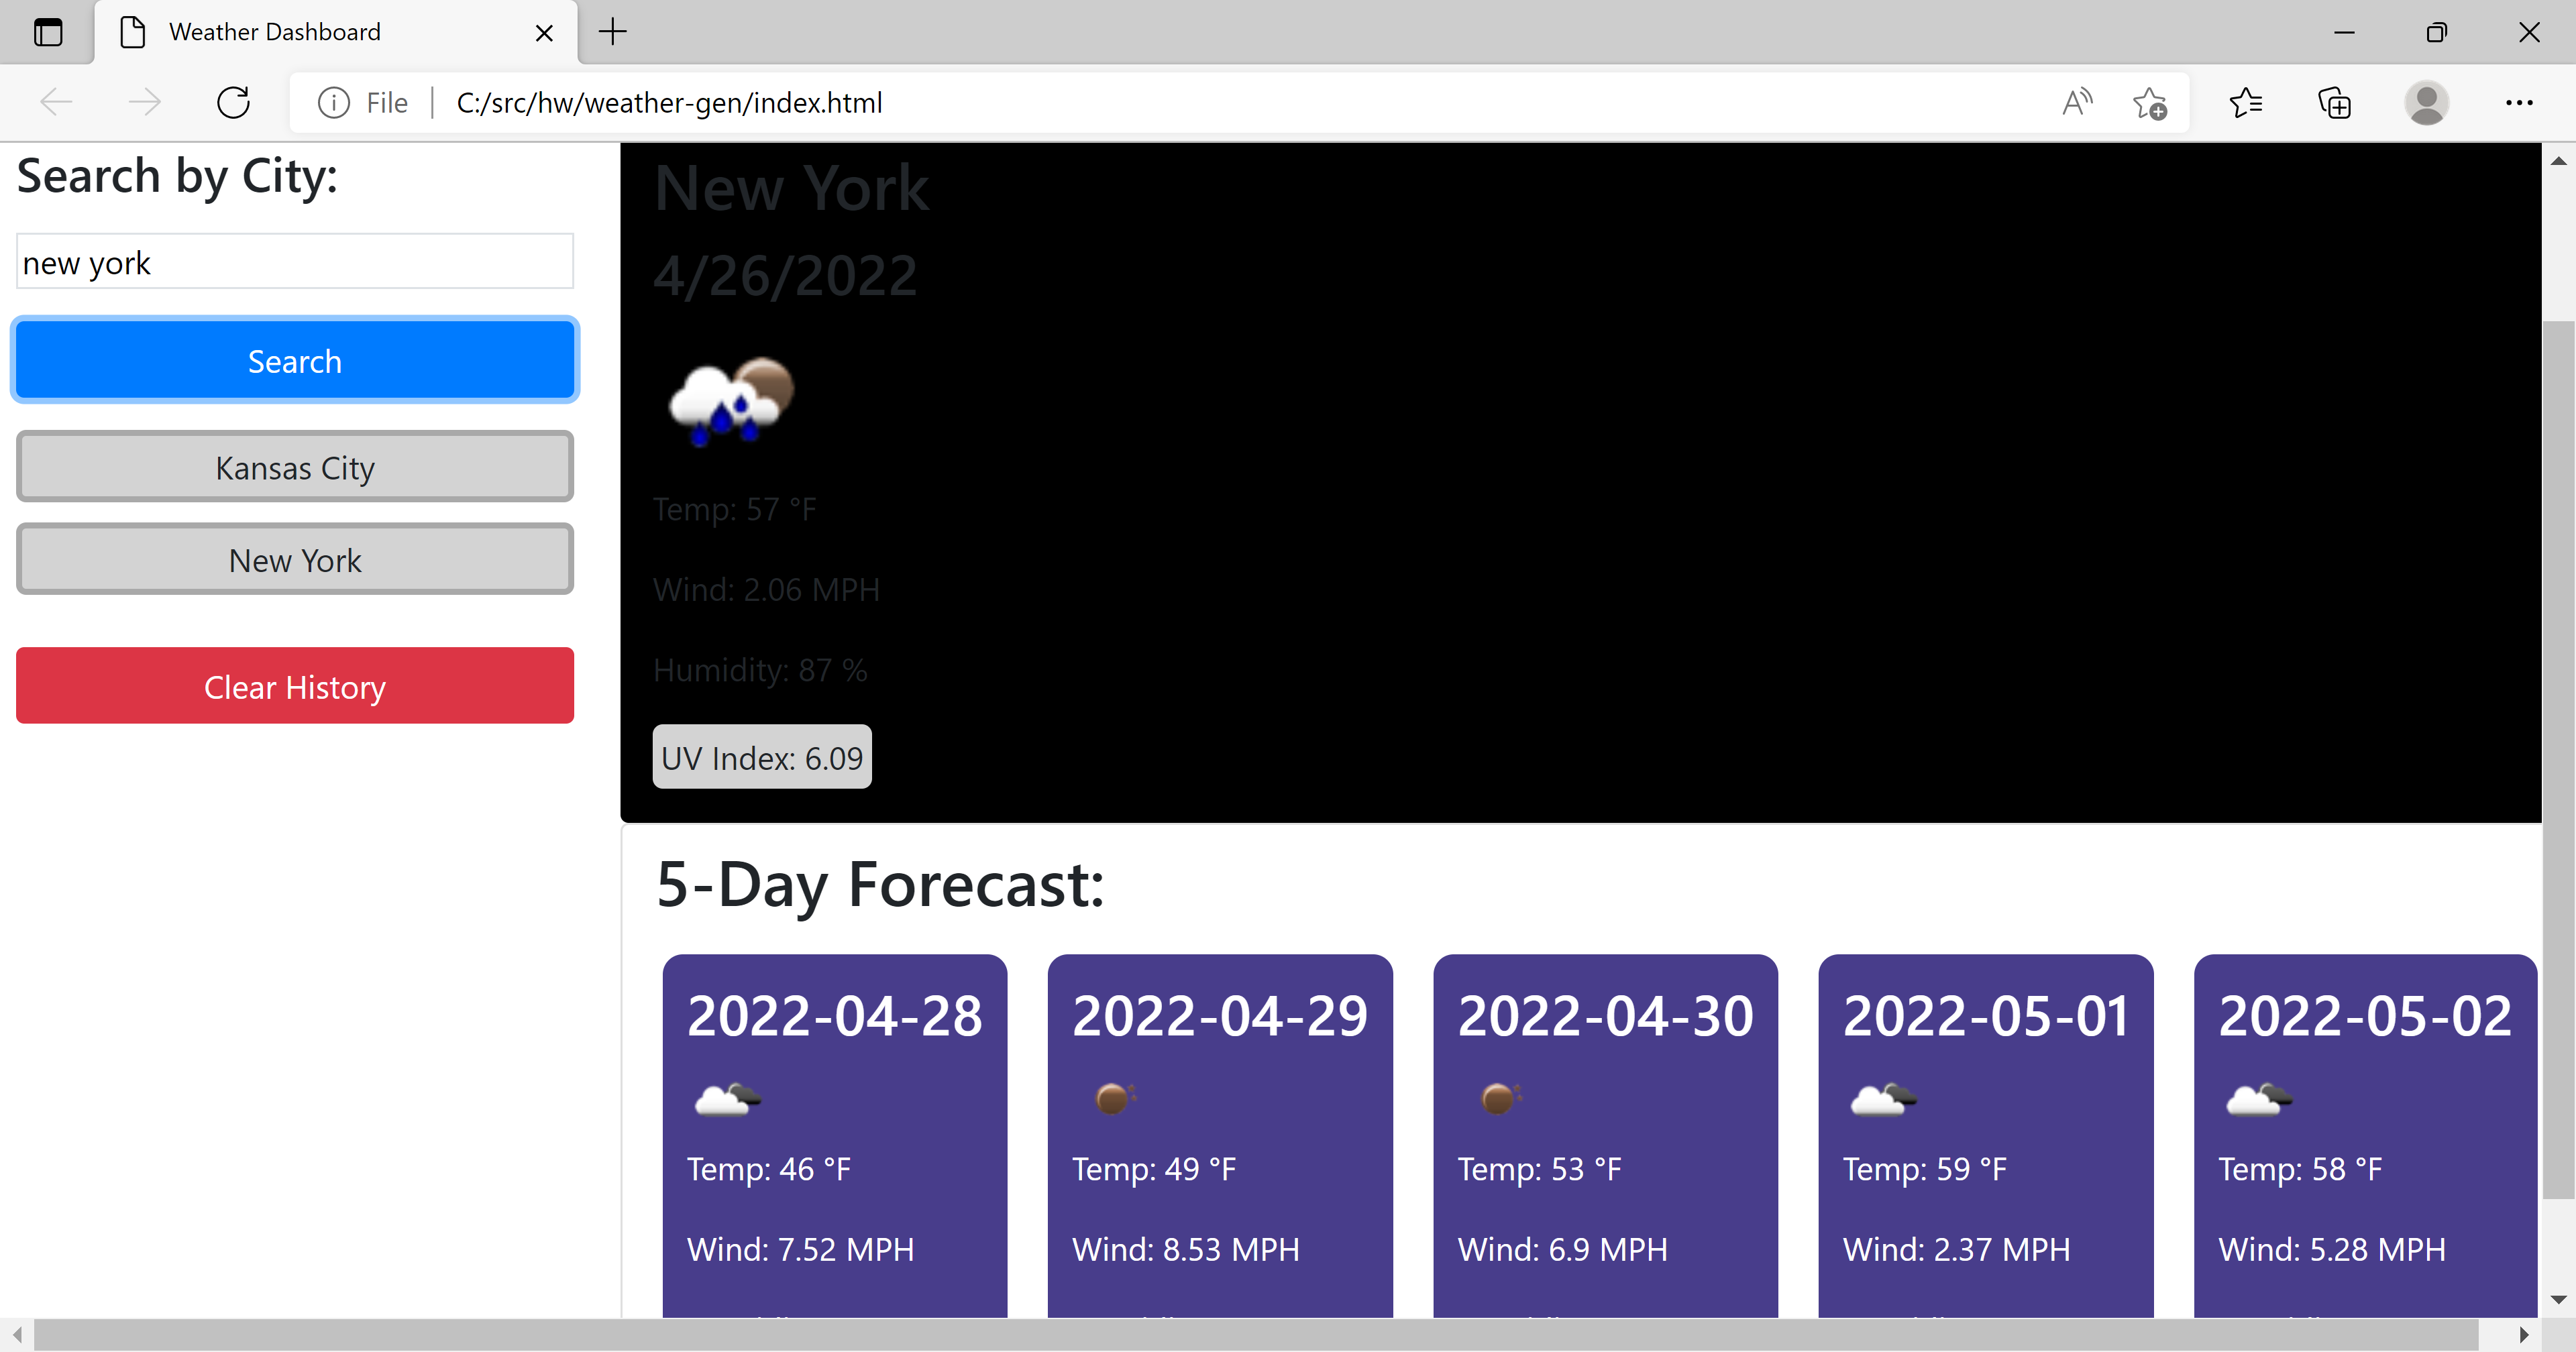 Weather Dashboard
File
C:/src/hw/weather-gen/index.html
Search by City:
new york
Search
Kansas City
New York
Clear History
New York
4/26/2022
Temp: 57 °F
Wind: 2.06 MPH
Humidity: 87 %
UV Index: 6.09
5-Day Forecast:
2022-04-28
Temp: 46 °F
Wind: 7.52 MPH
2022-04-29
Temp: 49 °F
Wind: 8.53 MPH
2022-04-30
Temp: 53 °F
Wind: 6.9 MPH
2022-05-01
Temp: 59 °F
Wind: 2.37 MPH
2022-05-02
Temp: 58 °F
Wind: 5.28 MPH